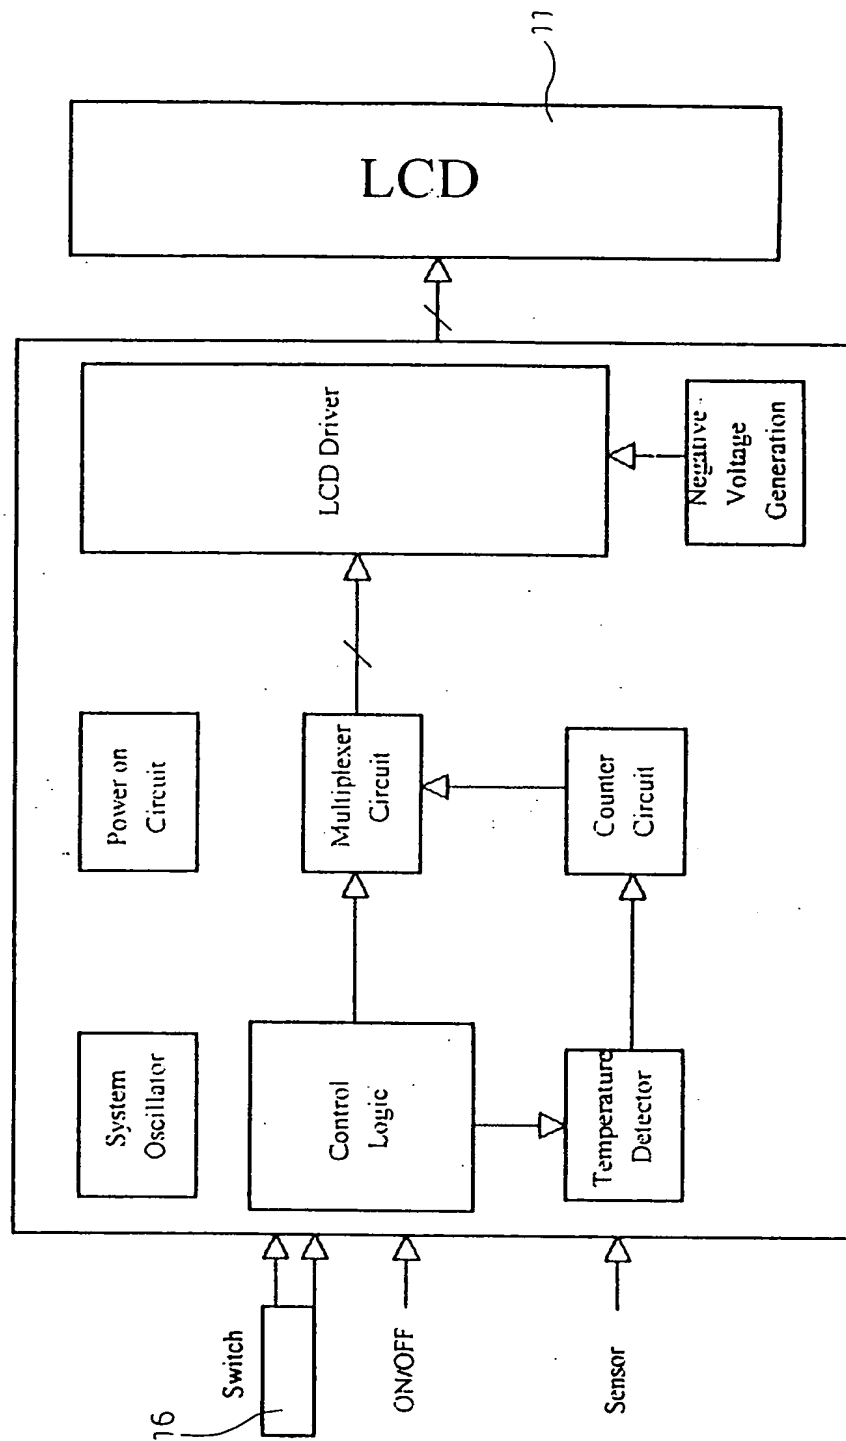 Switch
16
ON/OFF
Sensor
System
Oscillator
Control
Logic
Temperature
Detector
Power on
Circuit
Multiplexer
Circuit
Counter
Circuit
LCD Driver
Negative
Voltage
Generation
LCD
11